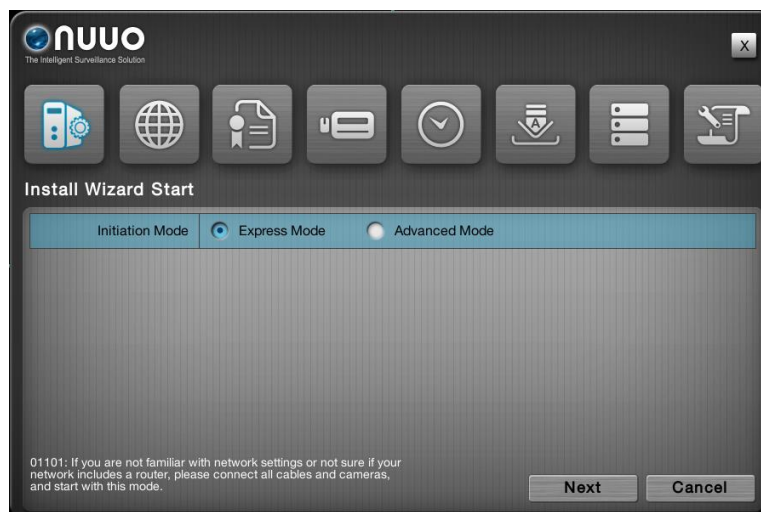 nuuo
The Intelligent Surveillance Solution
X
A
Install Wizard Start
Initiation Mode Express Mode Advanced Mode
01101: If you are not familiar with network settings or not sure if your
network includes a router, please connect all cables and cameras,
and start with this mode.
Next Cancel